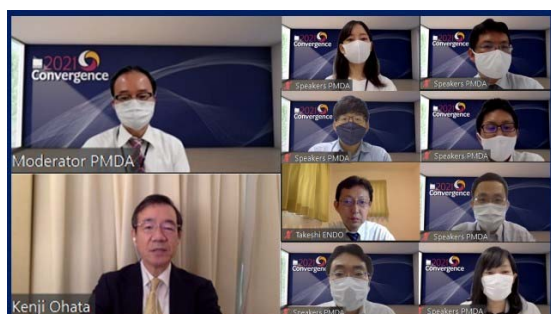 2021
Convergence
Moderator PMDA
Kenji Ohata
2021
Convergence
Speakers PMDA
2021
Convergence
Speakers PMDA
2021
Convergence
Speakers PMDA
2021
Convergence
Speakers PMDA
Takeshi ENDO
2021
Convergence
Speakers PMDA
2021
Convergence
Speakers PMDA
2021
Convergence
Speakers PMDA